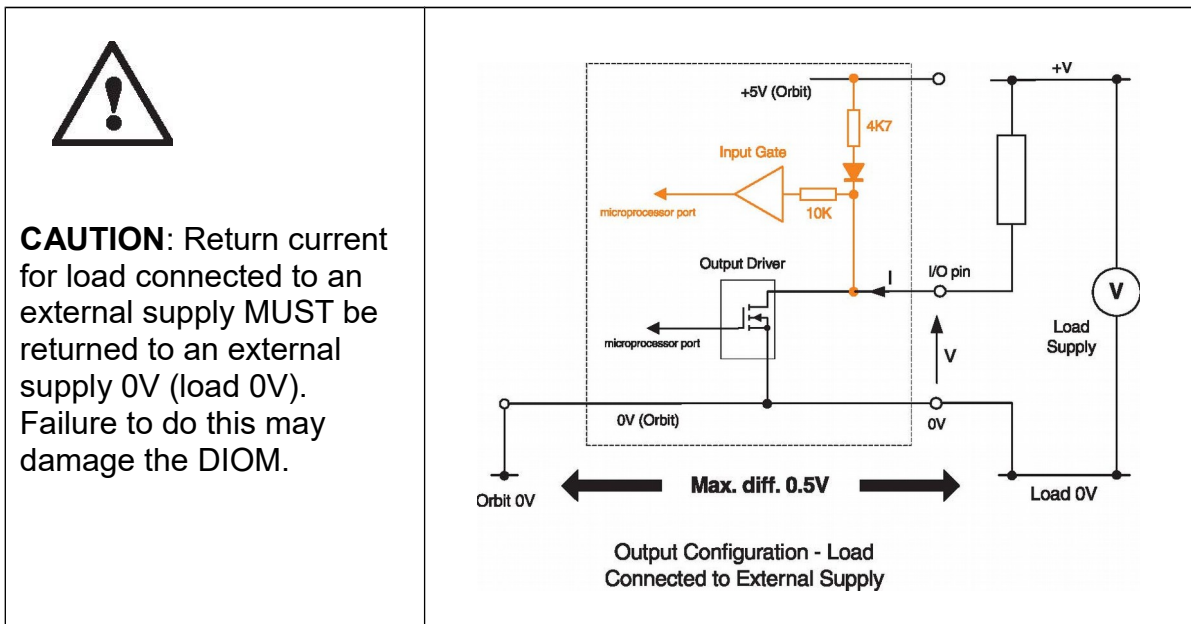 CAUTION: Return current
for load connected to an
external supply MUST be
returned to an external
supply 0V (load 0V).
Failure to do this may
damage the DIOM.
+5V (Orbit)
+V
4K7
Input Gate
microprocessor port
10K
Output Driver
I
I/O pin
V
Load
Supply
microprocessor port
V
0V (Orbit)
0V
Orbit 0V
Max. diff. 0.5V
Load 0V
Output Configuration - Load
Connected to External Supply